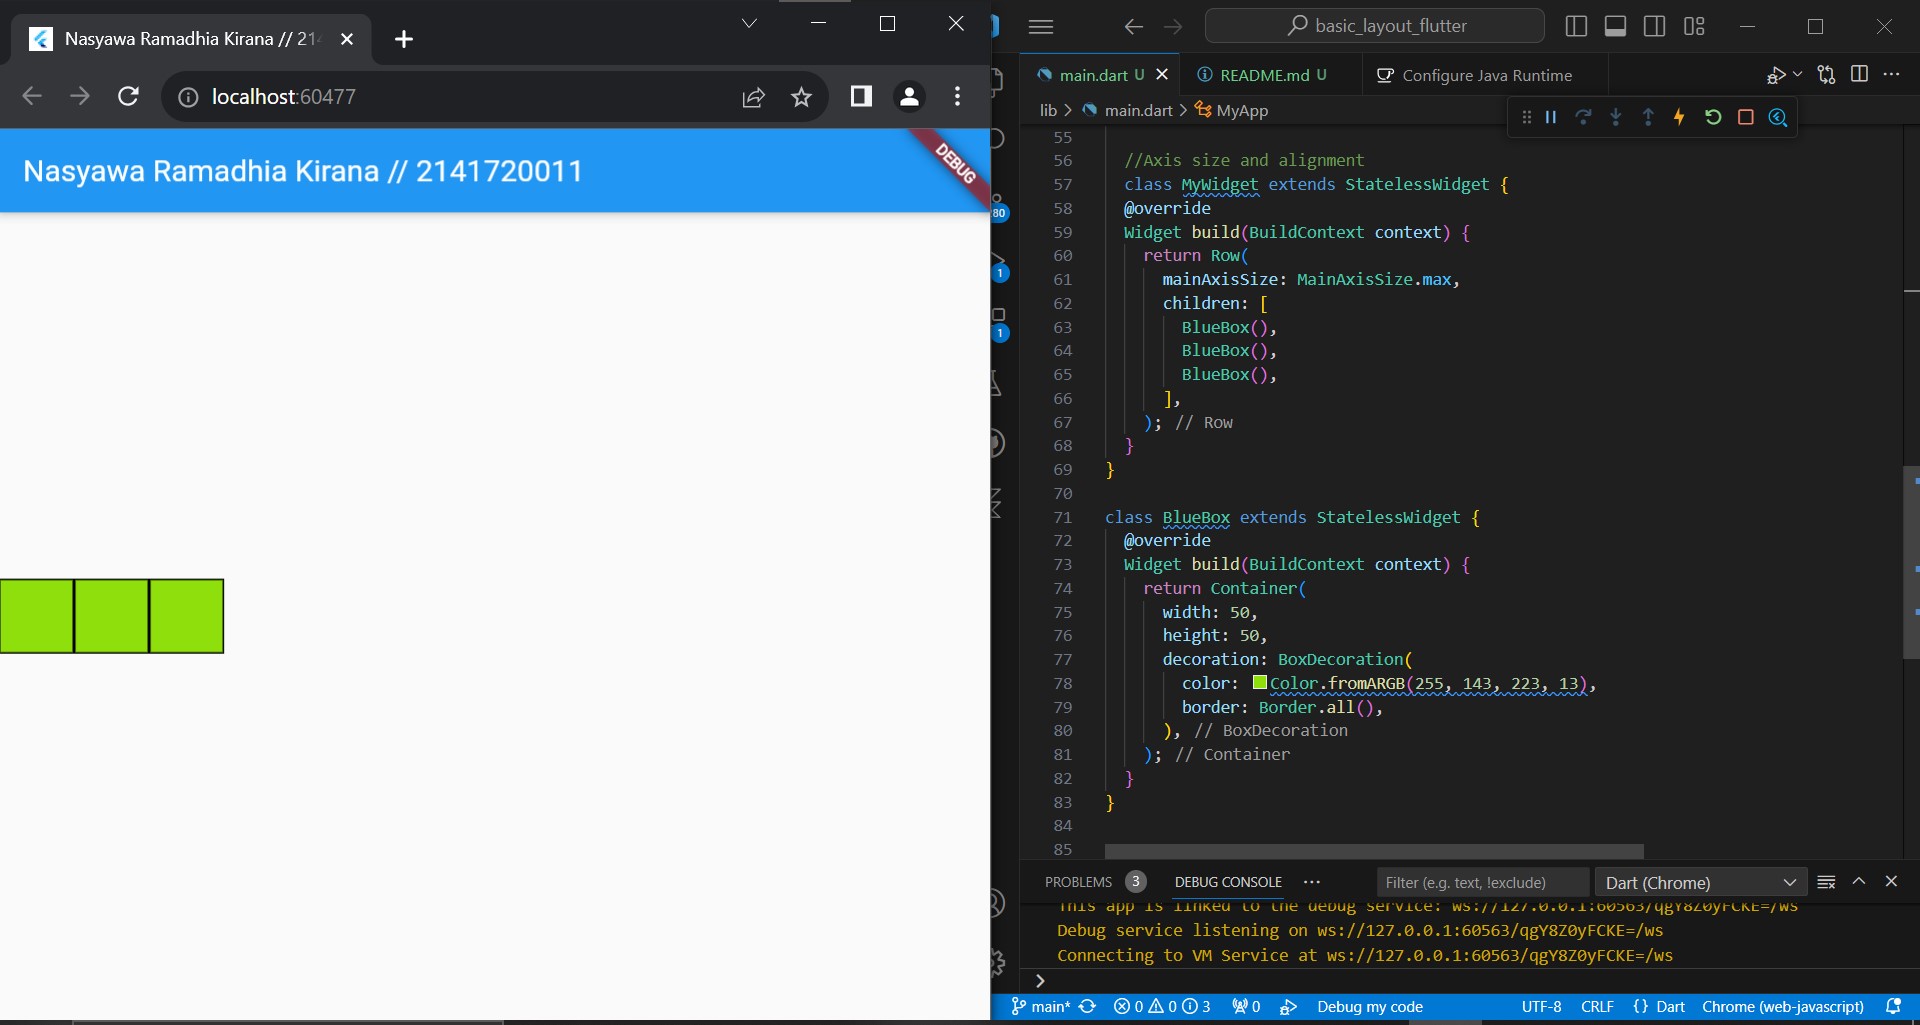 Nasyawa Ramadhia Kirana // 214
localhost:60477
Nasyawa Ramadhia Kirana // 2141720011
DEBUG
basic_layout_flutter
main.dart U
README.md U
Configure Java Runtime
lib > main.dart > MyApp
80
1
1
55
56 //Axis size and alignment
57 class MyWidget extends StatelessWidget {
58 @override
59 Widget build(BuildContext context) {
60 return Row(
61 mainAxisSize: MainAxisSize.max,
62 children: [
63 BlueBox(),
64 BlueBox(),
65 BlueBox(),
66 ],
67 ); // Row
68 }
69 }
70
71 class BlueBox extends StatelessWidget {
72 @override
73 Widget build(BuildContext context) {
74 return Container(
75 width: 50,
76 height: 50,
77 decoration: BoxDecoration(
78 color: Color.fromARGB(255, 143, 223, 13),
79 border: Border.all(),
80 ), // BoxDecoration
81 ); // Container
82 }
83 }
84
85
PROBLEMS 3 DEBUG CONSOLE ··· Filter (e.g. text, !exclude) Dart (Chrome)
This app is linked to the debug service: ws://127.0.0.1:60563/qgY8Z0yFCKE=/ws
Debug service listening on ws://127.0.0.1:60563/qgY8Z0yFCKE=/ws
Connecting to VM Service at ws://127.0.0.1:60563/qgY8Z0yFCKE=/ws
>
main* 0 0 3 0 Debug my code UTF-8 CRLF {} Dart Chrome (web-javascript)